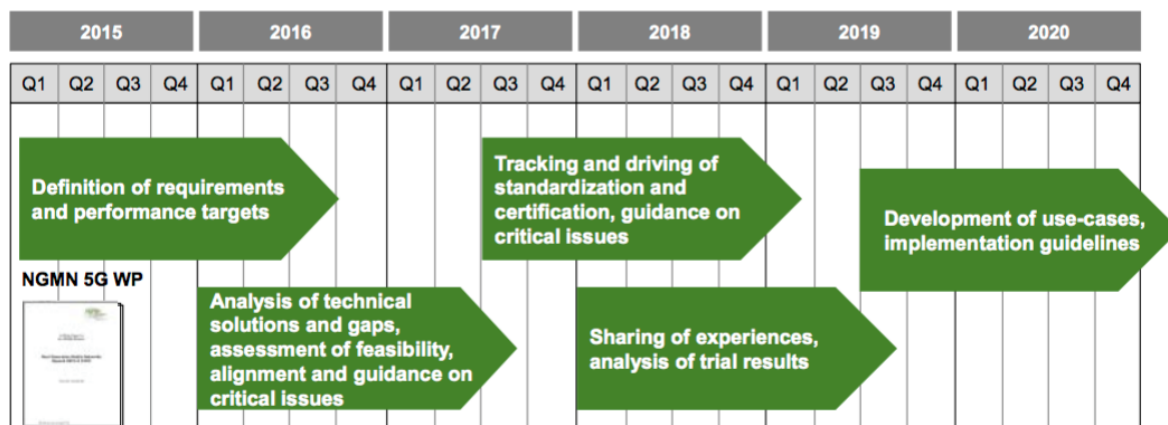 2015 2016 2017 2018 2019 2020
Q1 Q2 Q3 Q4 Q1 Q2 Q3 Q4 Q1 Q2 Q3 Q4 Q1 Q2 Q3 Q4 Q1 Q2 Q3 Q4 Q1 Q2 Q3 Q4
Definition of requirements
and performance targets
Tracking and driving of
standardization and
certification, guidance on
critical issues
Development of use-cases,
implementation guidelines
NGMN 5G WP
Analysis of technical
solutions and gaps,
assessment of feasibility,
alignment and guidance on
critical issues
Sharing of experiences,
analysis of trial results